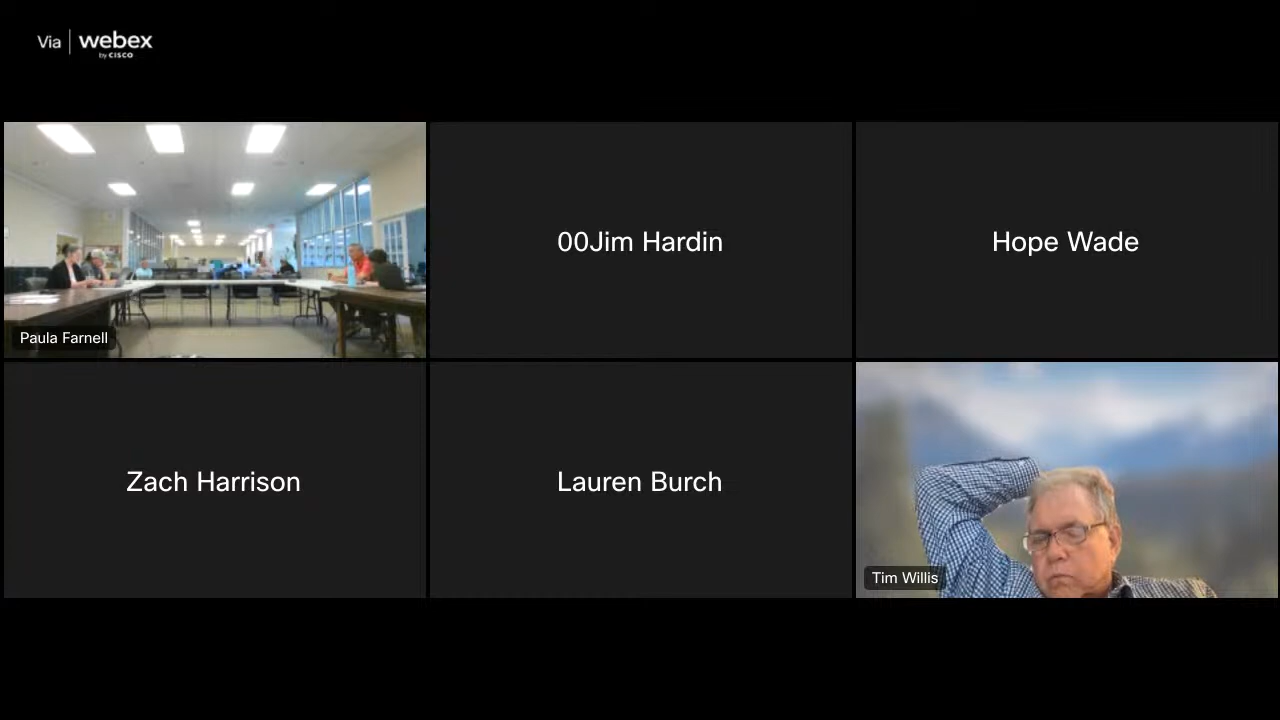 Via webex
by CISCO
Paula Farnell
00Jim Hardin
Hope Wade
Zach Harrison
Lauren Burch
Tim Willis